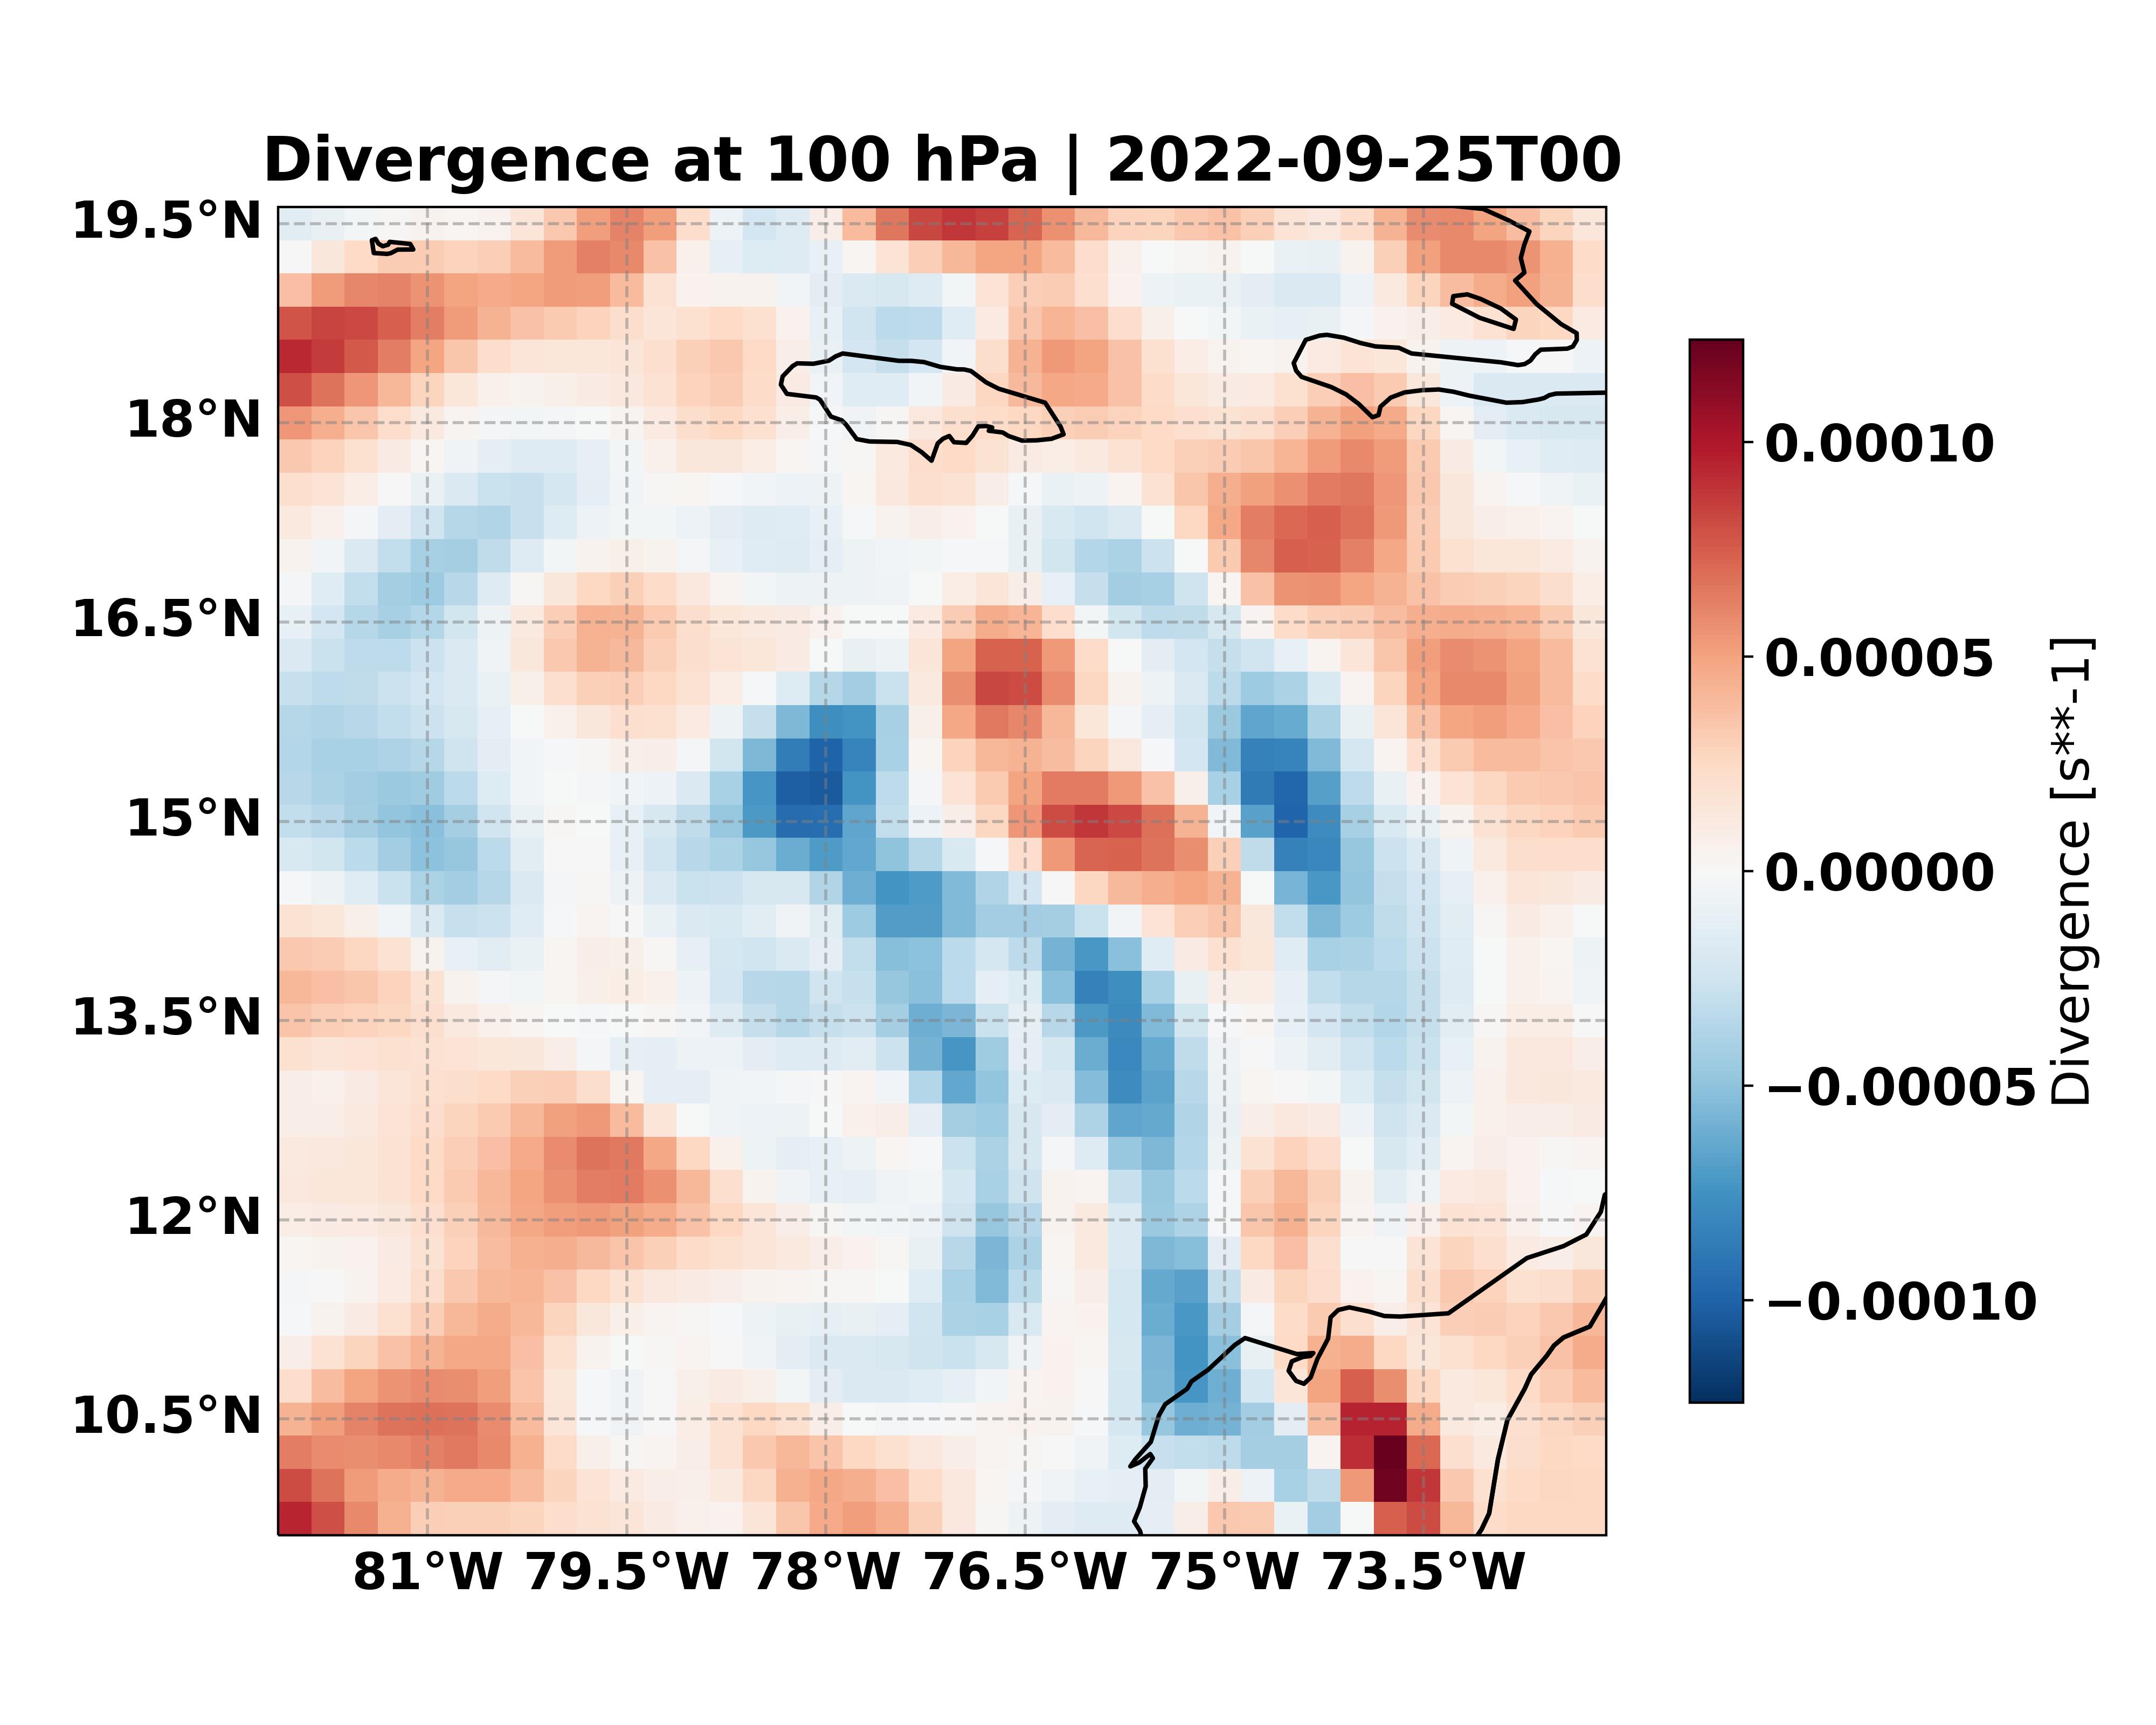 Divergence at 100 hPa | 2022-09-25T00
19.5°N
18°N
16.5°N
15°N
13.5°N
12°N
10.5°N
81°W 79.5°W 78°W 76.5°W 75°W 73.5°W
0.00010
0.00005
0.00000
−0.00005
−0.00010
Divergence [s**-1]